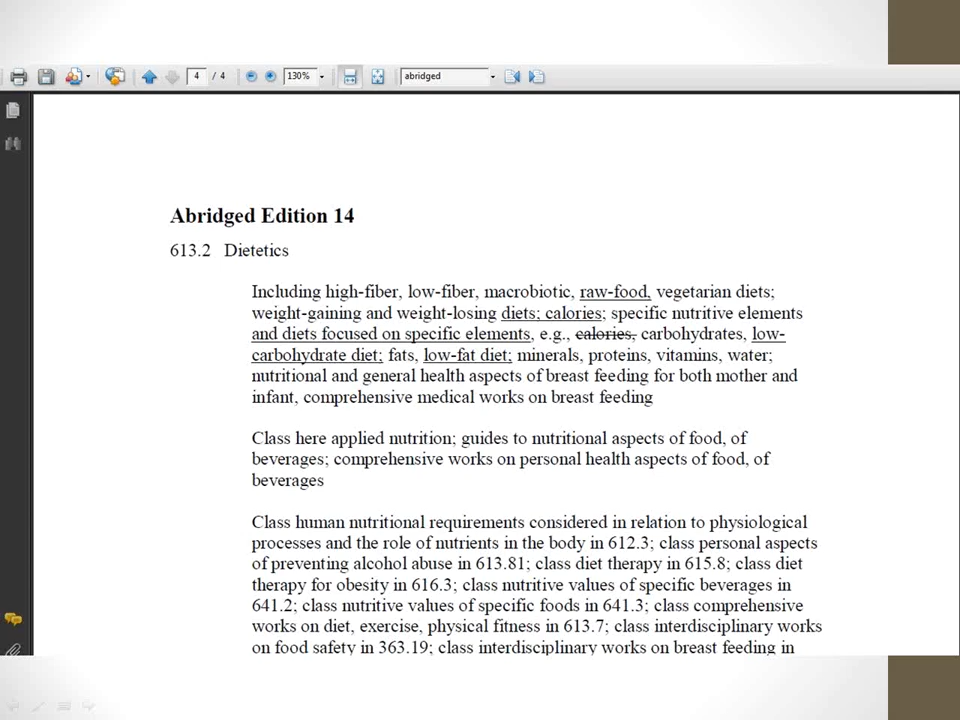 4 / 4 130% abridged
Abridged Edition 14
613.2 Dietetics
Including high-fiber, low-fiber, macrobiotic, raw-food, vegetarian diets;
weight-gaining and weight-losing diets; calories; specific nutritive elements
and diets focused on specific elements, e.g., calories, carbohydrates, low-
carbohydrate diet; fats, low-fat diet; minerals, proteins, vitamins, water;
nutritional and general health aspects of breast feeding for both mother and
infant, comprehensive medical works on breast feeding
Class here applied nutrition; guides to nutritional aspects of food, of
beverages; comprehensive works on personal health aspects of food, of
beverages
Class human nutritional requirements considered in relation to physiological
processes and the role of nutrients in the body in 612.3; class personal aspects
of preventing alcohol abuse in 613.81; class diet therapy in 615.8; class diet
therapy for obesity in 616.3; class nutritive values of specific beverages in
641.2; class nutritive values of specific foods in 641.3; class comprehensive
works on diet, exercise, physical fitness in 613.7; class interdisciplinary works
on food safety in 363.19; class interdisciplinary works on breast feeding in